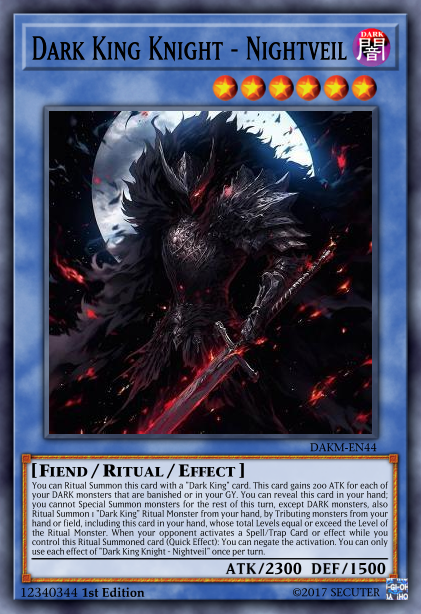 DARK KING KNIGHT - NIGHTVEIL
DARK
闇
DAKM-EN44
[FIEND / RITUAL / EFFECT]
You can Ritual Summon this card with a "Dark King" card. This card gains 200 ATK for each of
your DARK monsters that are banished or in your GY. You can reveal this card in your hand;
you cannot Special Summon monsters for the rest of this turn, except DARK monsters, also
Ritual Summon 1 "Dark King" Ritual Monster from your hand, by Tributing monsters from your
hand or field, including this card in your hand, whose total Levels equal or exceed the Level of
the Ritual Monster. When your opponent activates a Spell/Trap Card or effect while you
control this Ritual Summoned card (Quick Effect): You can negate the activation. You can only
use each effect of "Dark King Knight - Nightveil" once per turn.
ATK/2300 DEF/1500
12340344 1st Edition
©2017 SECUTER